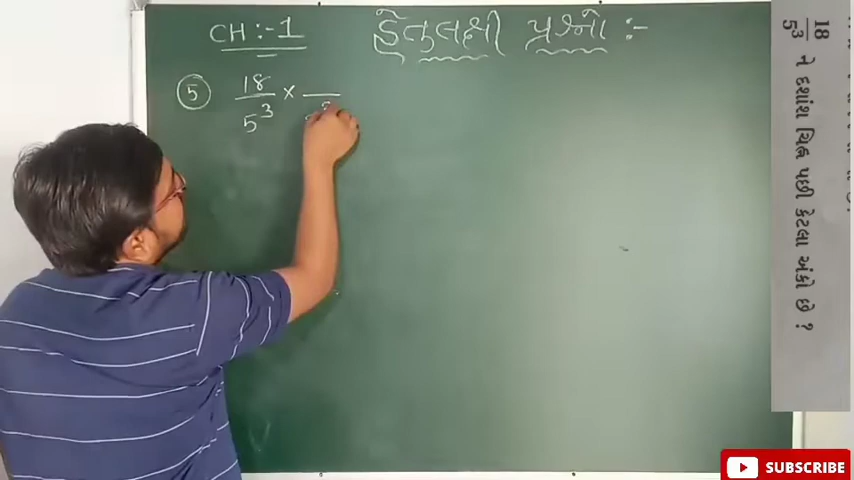 CH :- 1 હેતુલક્ષી પ્રશ્નો :-
(5) 18/5³ ×
18/5³ ને દશાંશ ચિહ્ન પછી કેટલા અંકો છે ?
SUBSCRIBE